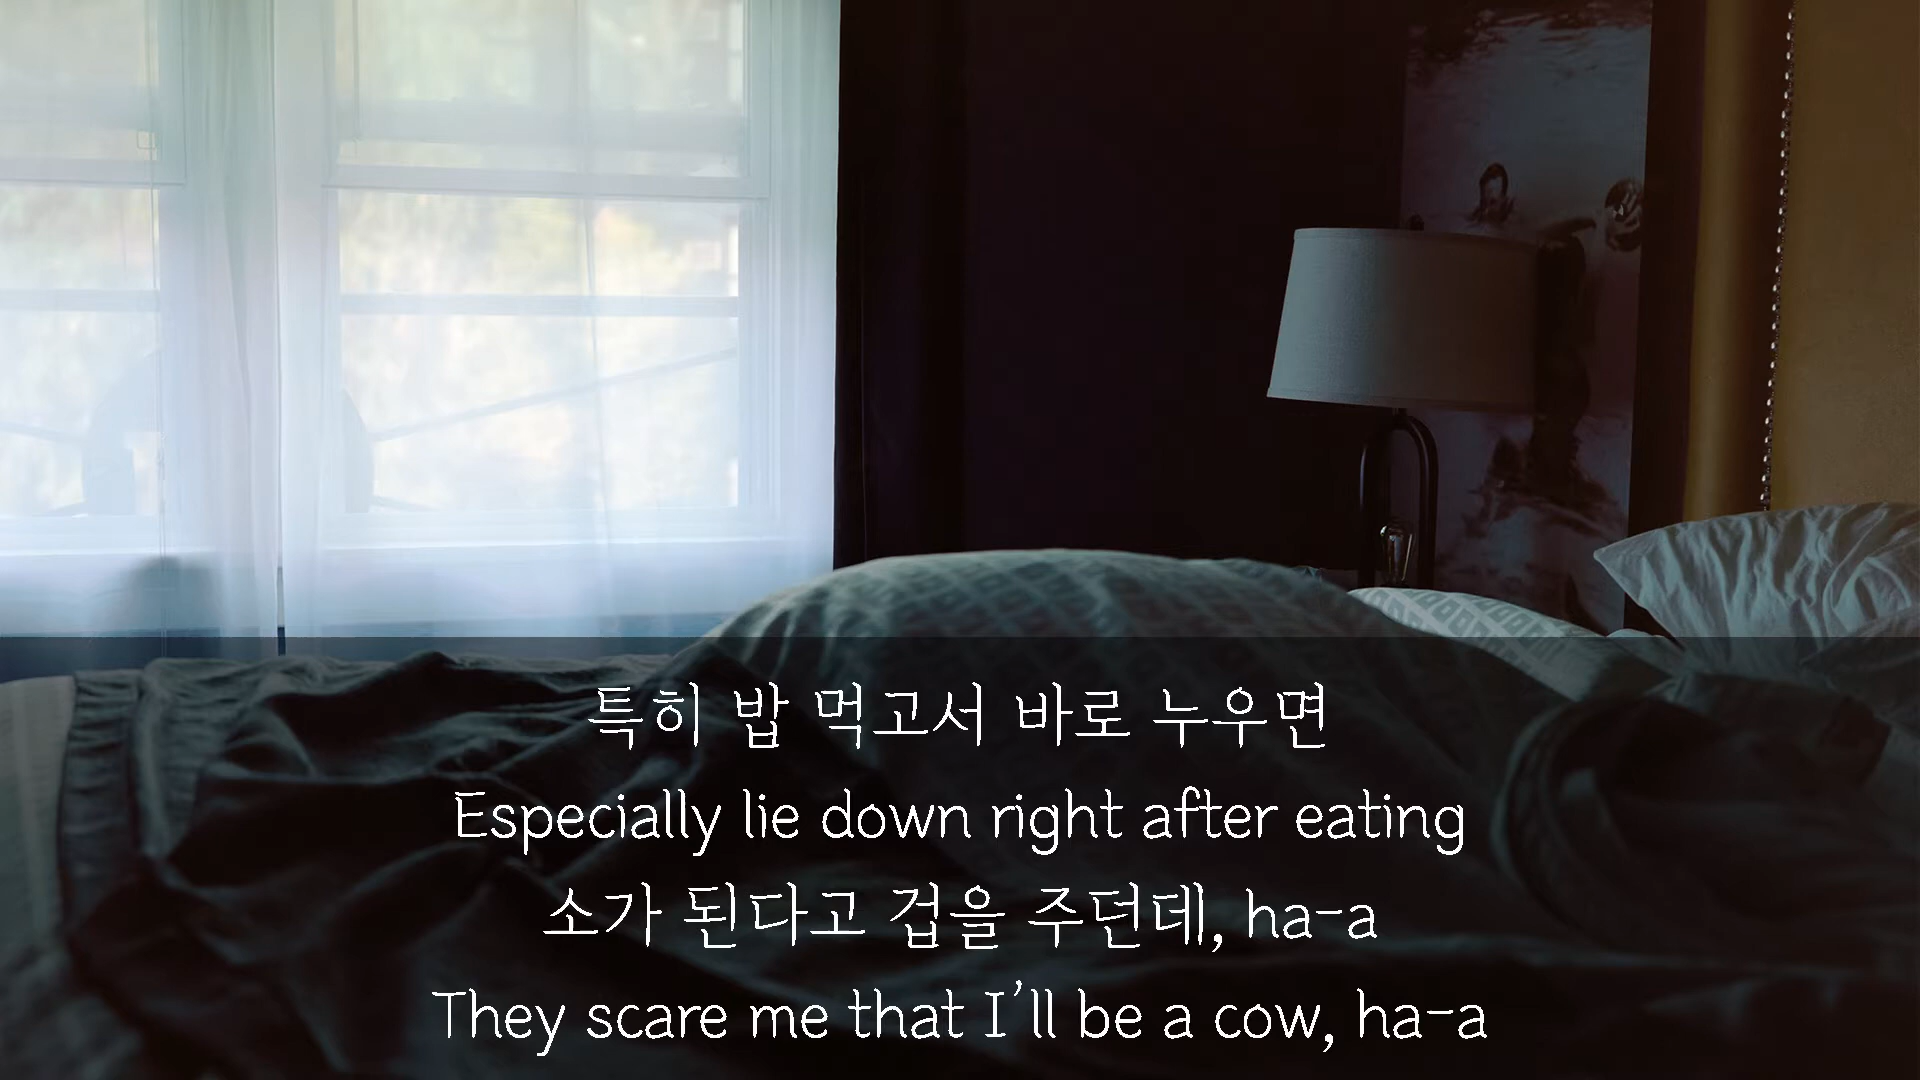 특히 밥 먹고서 바로 누우면
Especially lie down right after eating
소가 된다고 겁을 주던데, ha-a
They scare me that I'll be a cow, ha-a